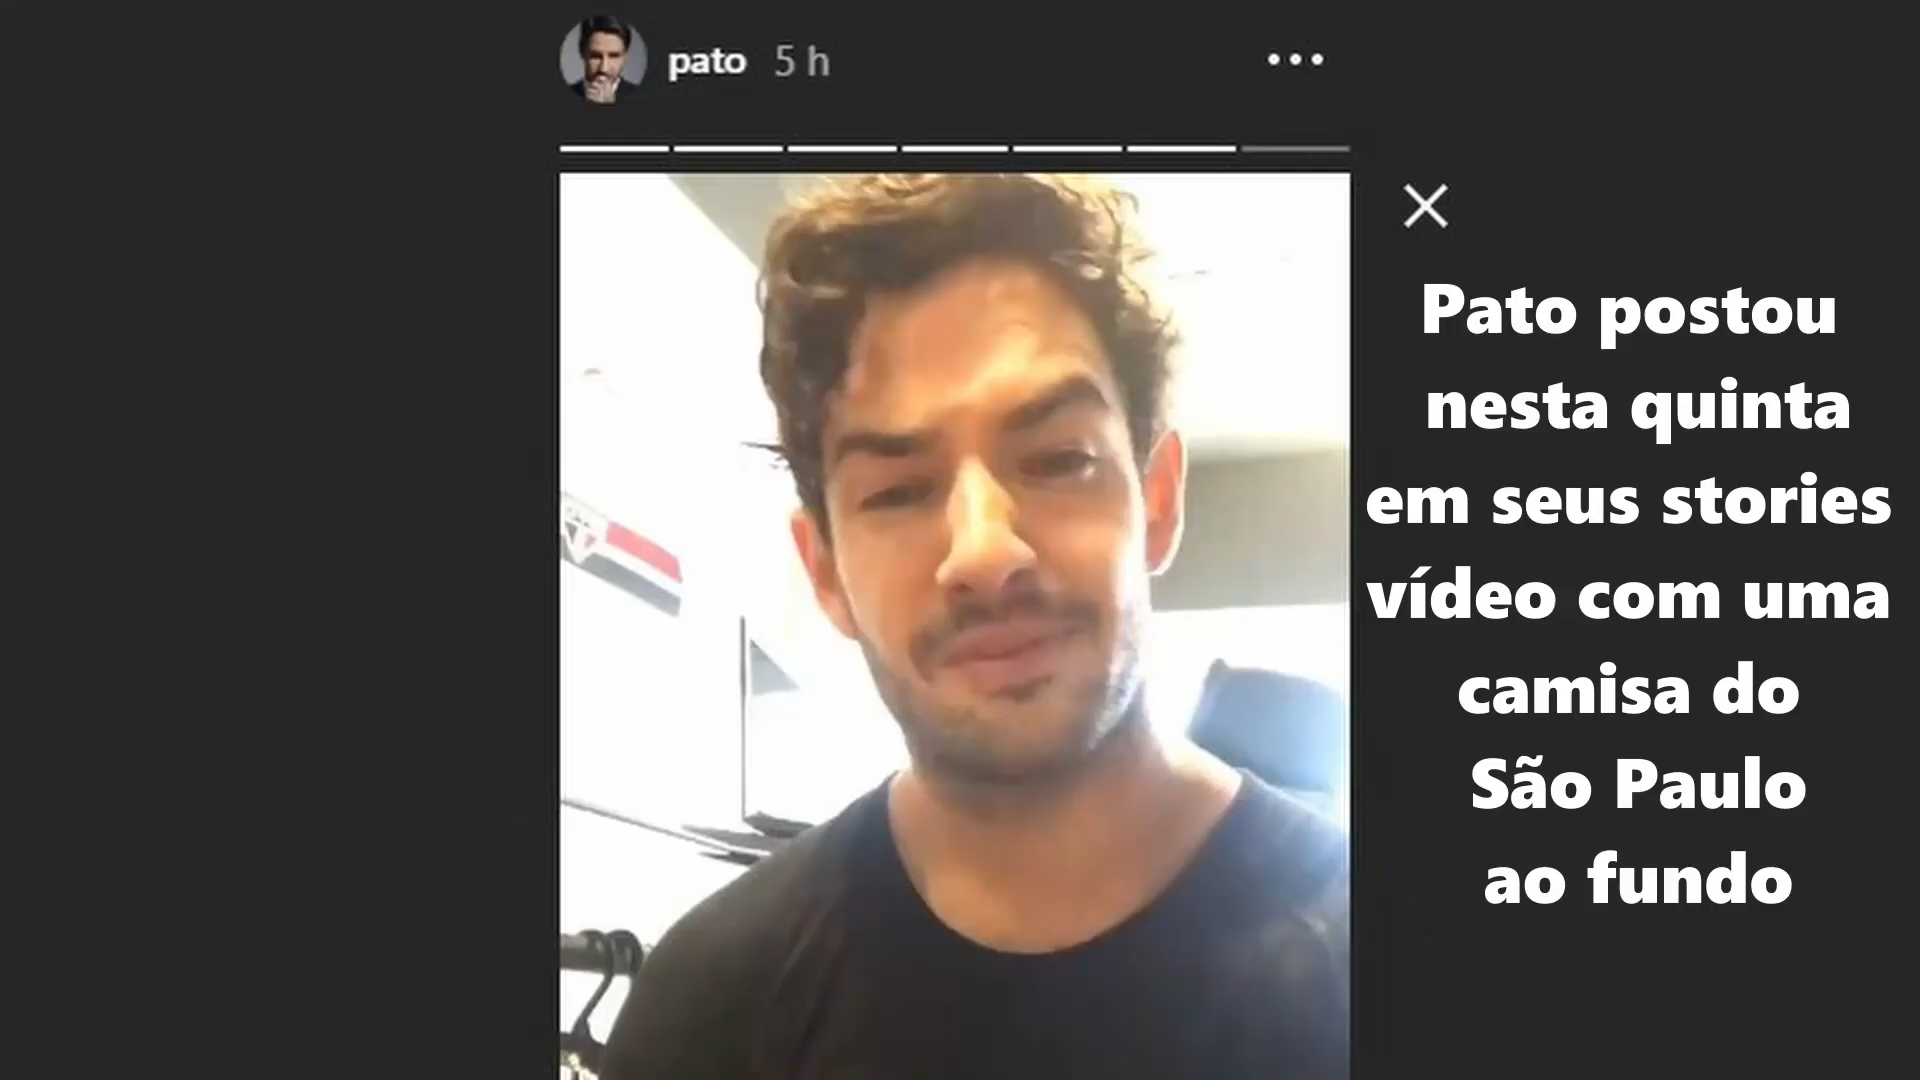 pato 5 h
Pato postou
nesta quinta
em seus stories
vídeo com uma
camisa do
São Paulo
ao fundo